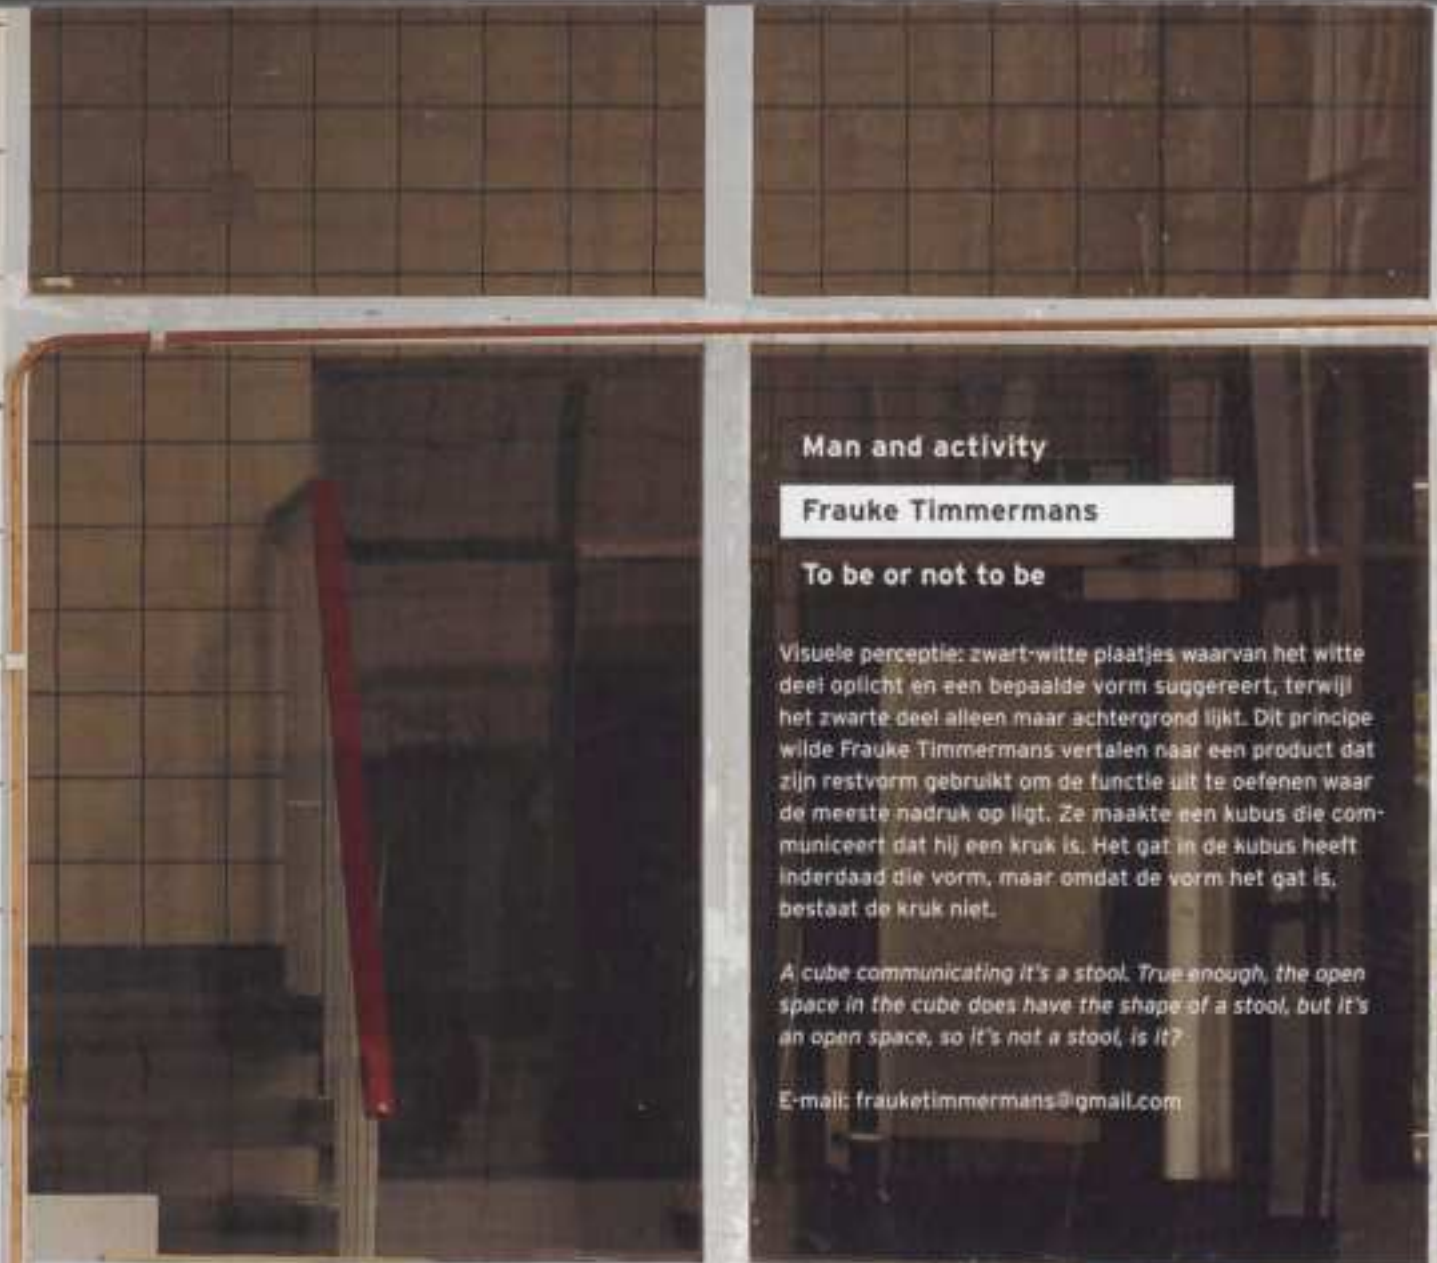 Man and activity
Frauke Timmermans
To be or not to be
Visuele perceptie: zwart-witte plaatjes waarvan het witte
deel oplicht en een bepaalde vorm suggereert, terwijl
het zwarte deel alleen maar achtergrond lijkt. Dit principe
wilde Frauke Timmermans vertalen naar een product dat
zijn restvorm gebruikt om de functie uit te oefenen waar
de meeste nadruk op ligt. Ze maakte een kubus die com-
municeert dat hij een kruk is. Het gat in de kubus heeft
inderdaad die vorm, maar omdat de vorm het gat is,
bestaat de kruk niet.
A cube communicating it's a stool. True enough, the open
space in the cube does have the shape of a stool, but it's
an open space, so it's not a stool, is it?
E-mail: frauketimmermans@gmail.com